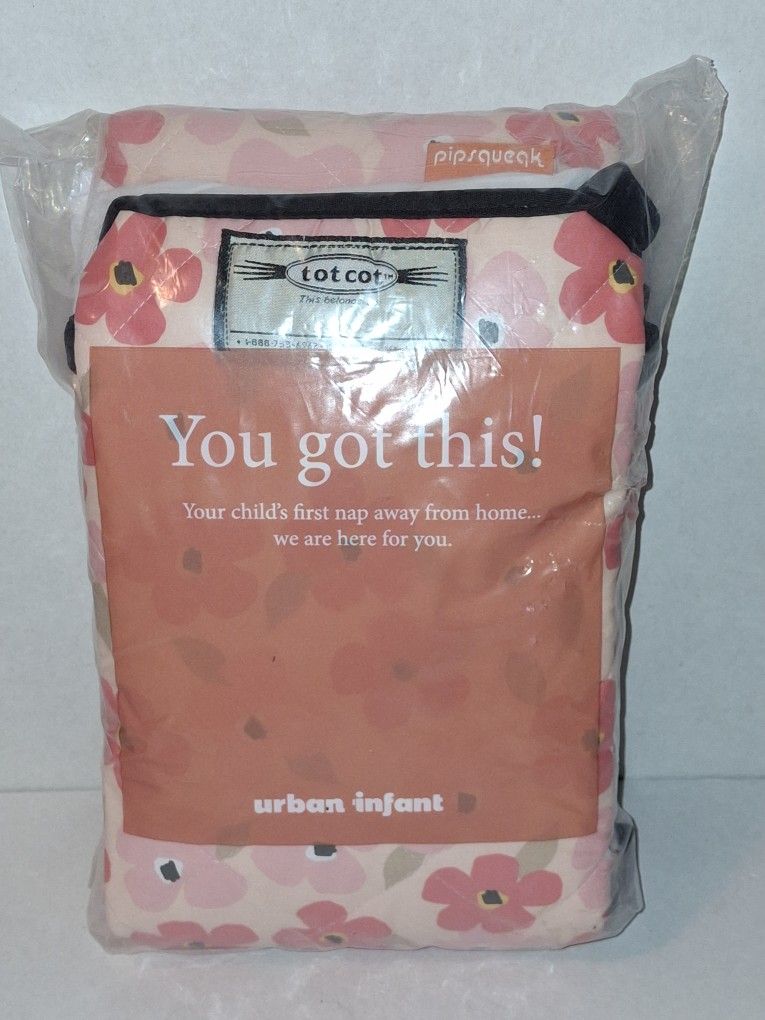 pipsqueak
tot cot™
This belongs
You got this!
Your child's first nap away from home...
we are here for you.
urban infant